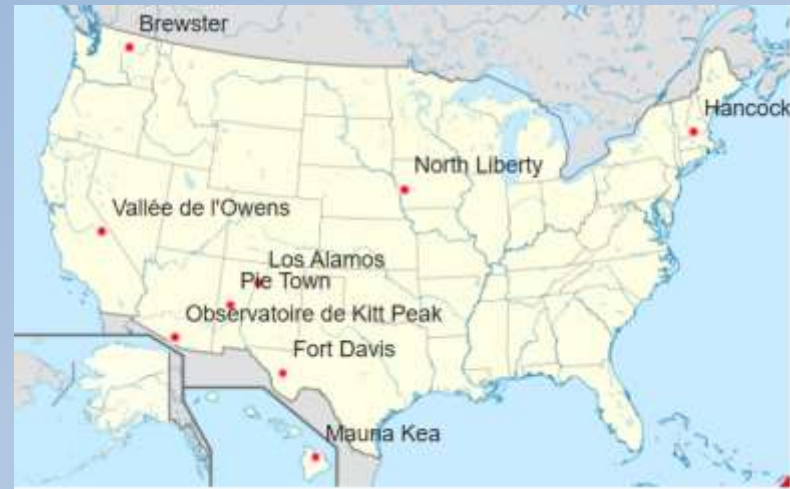 Brewster
Hancock
North Liberty
Vallée de l'Owens
Los Alamos
Pie Town
Observatoire de Kitt Peak
Fort Davis
Mauna Kea